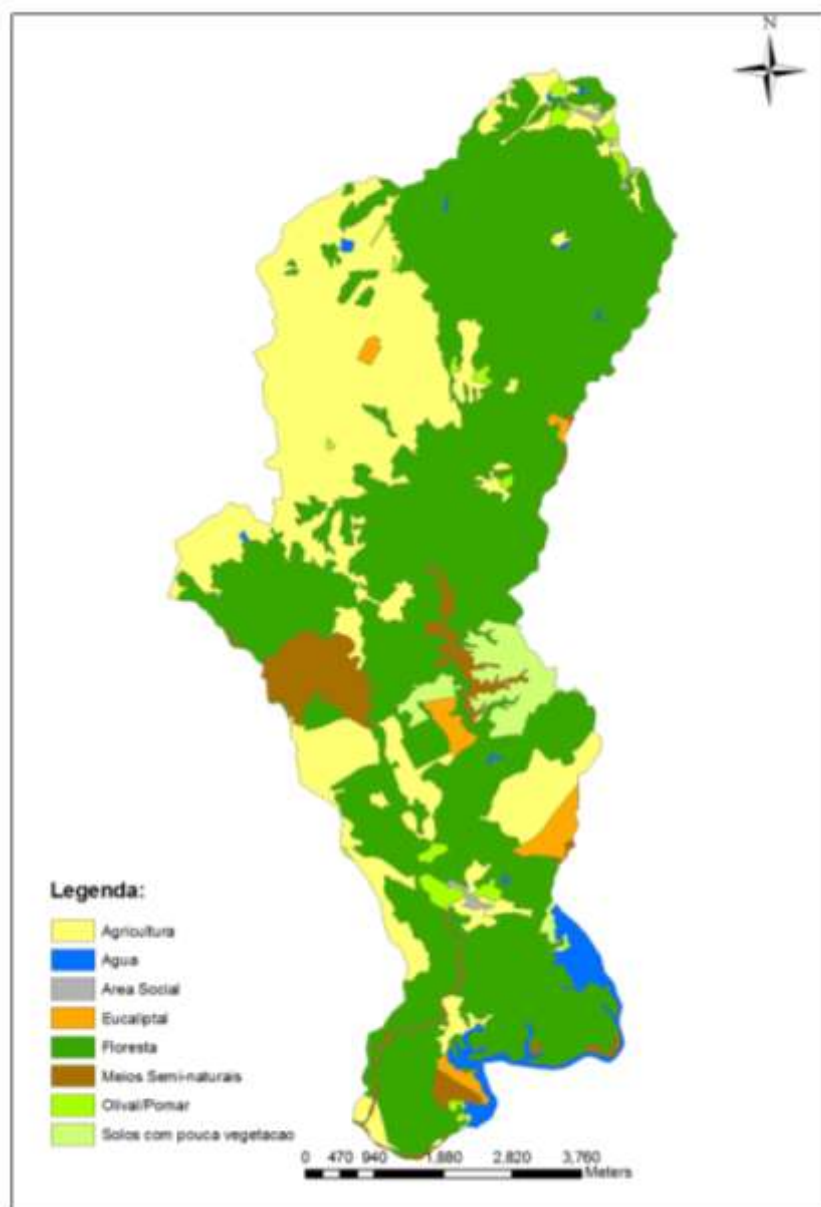 N
Legenda:
Agricultura
Agua
Area Social
Eucaliptal
Floresta
Meios Semi-naturais
Olival/Pomar
Solos com pouca vegetacao
0 470 940 1,880 2,820 3,760
Meters